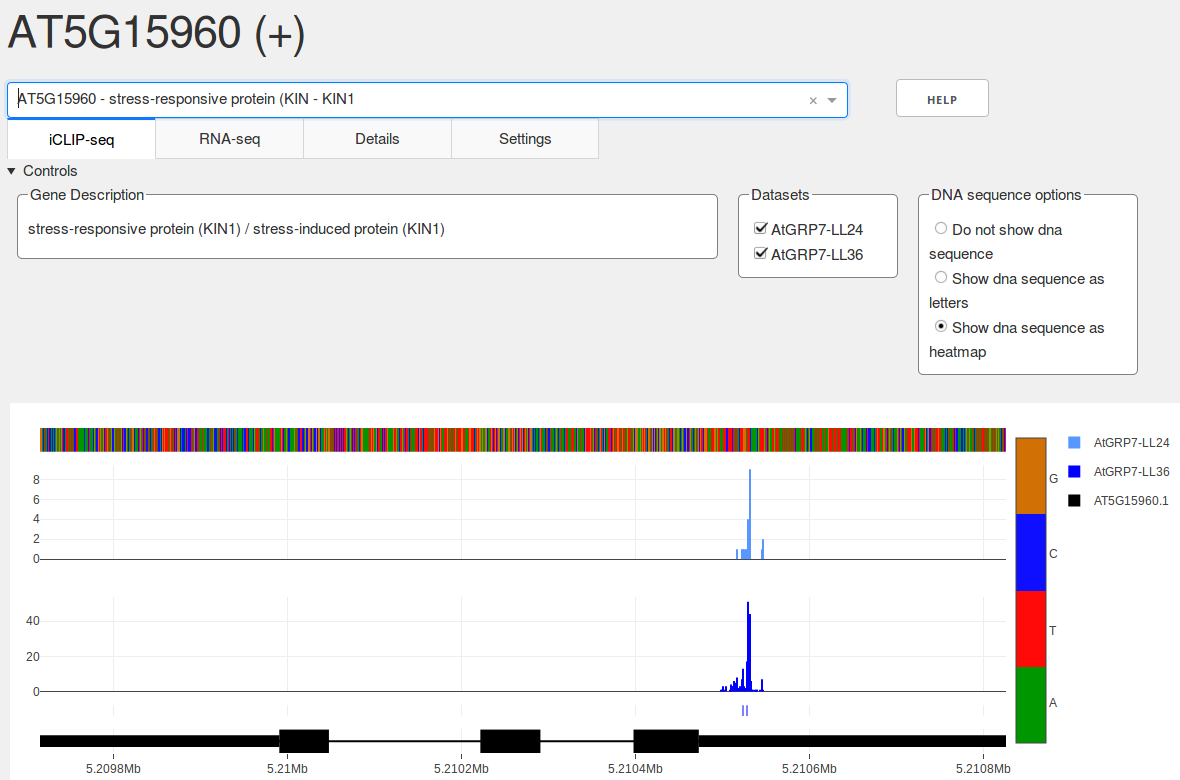 AT5G15960 (+)
AT5G15960 - stress-responsive protein (KIN - KIN1
×
HELP
iCLIP-seq
RNA-seq
Details
Settings
Controls
Gene Description
stress-responsive protein (KIN1) / stress-induced protein (KIN1)
Datasets
AtGRP7-LL24
AtGRP7-LL36
DNA sequence options
Do not show dna
sequence
Show dna sequence as
letters
Show dna sequence as
heatmap
8
6
4
2
0
40
20
0
5.2098Mb
5.21Mb
5.2102Mb
5.2104Mb
5.2106Mb
5.2108Mb
G
C
T
A
AtGRP7-LL24
AtGRP7-LL36
AT5G15960.1